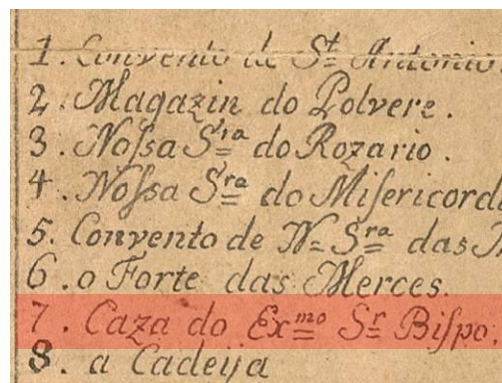 1. Convento de St. Antonio.
2. Magazin do Polvere.
3. Noſsa Sra do Rozario.
4. Noſsa Sra do Miſericordi
5. Convento de N= Sra das M
6. o Forte das Merces.
7. Caza do Exmo Sr Biſpo.
8. a Cadeija